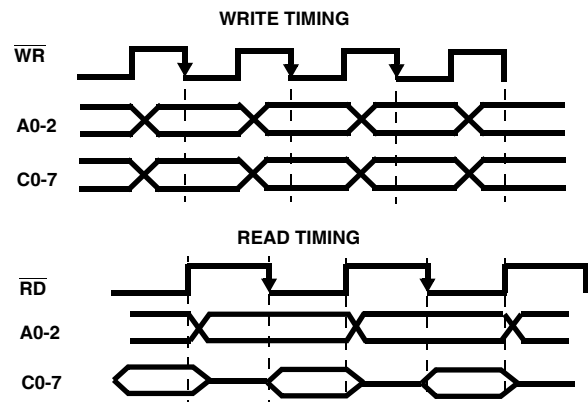 WRITE TIMING
WR
A0-2
C0-7
READ TIMING
RD
A0-2
C0-7